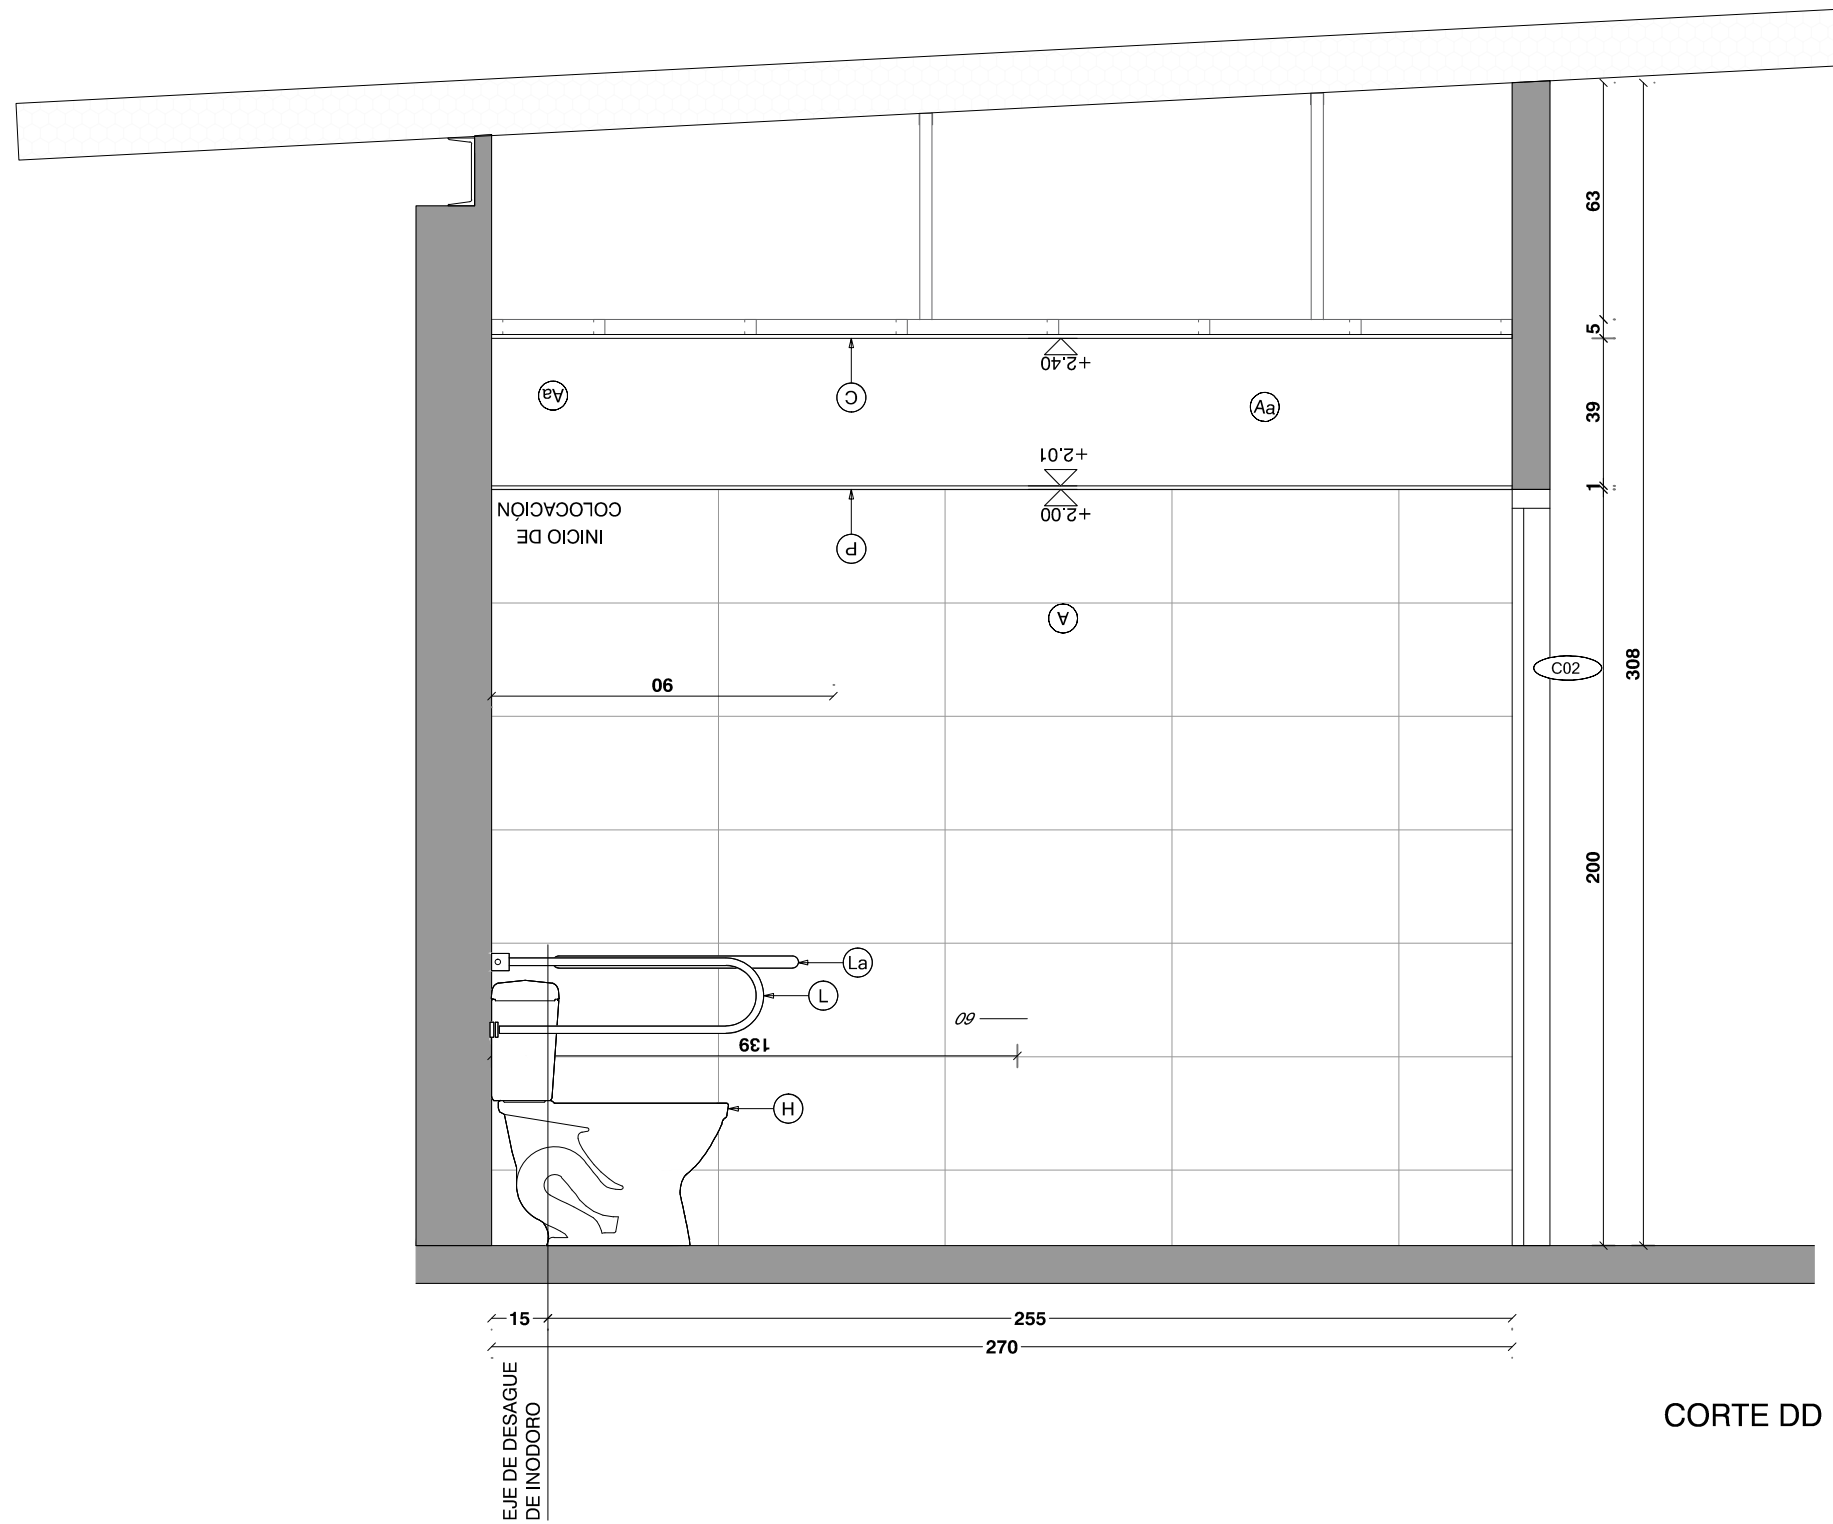 63
5
+2.40
Aa
C
Aa
39
+2.01
1
INICIO DE
COLOCACIÓN
+2.00
P
A
C02
308
90
200
La
L
60
139
H
15
255
270
EJE DE DESAGUE
DE INODORO
CORTE DD